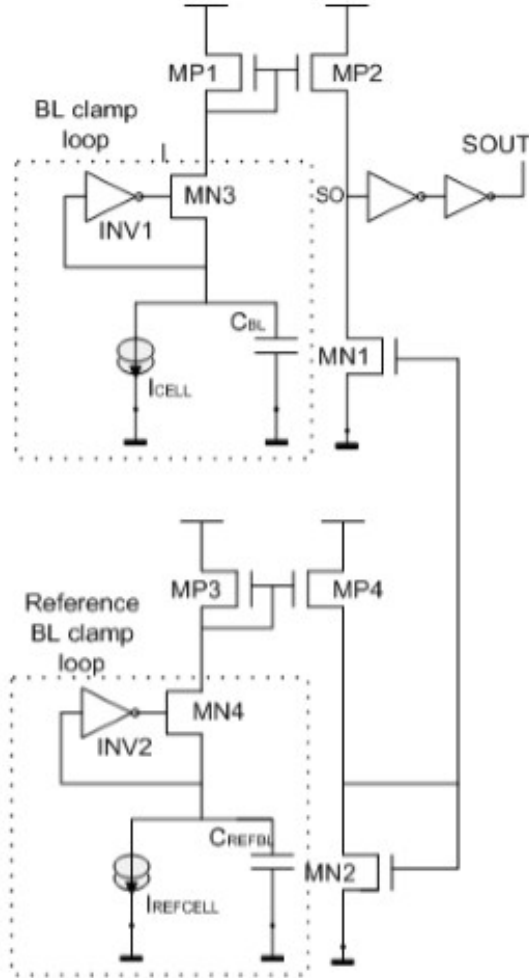 MP1
MP2
BL clamp
loop
MN3
INV1
SO
SOUT
CBL
ICELL
MN1
MP3
MP4
Reference
BL clamp
loop
MN4
INV2
CREFBL
IREFCELL
MN2